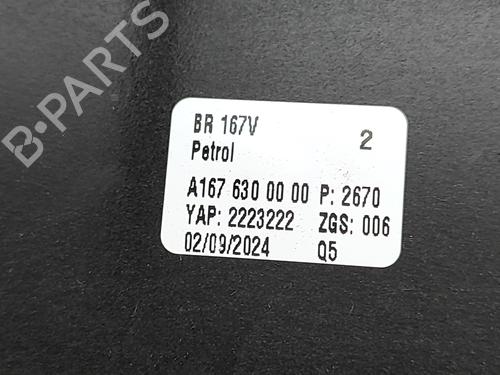 B-PARTS
BR 167V 2
Petrol
A167 630 00 00 P: 2670
YAP: 2223222 ZGS: 006
02/09/2024 Q5